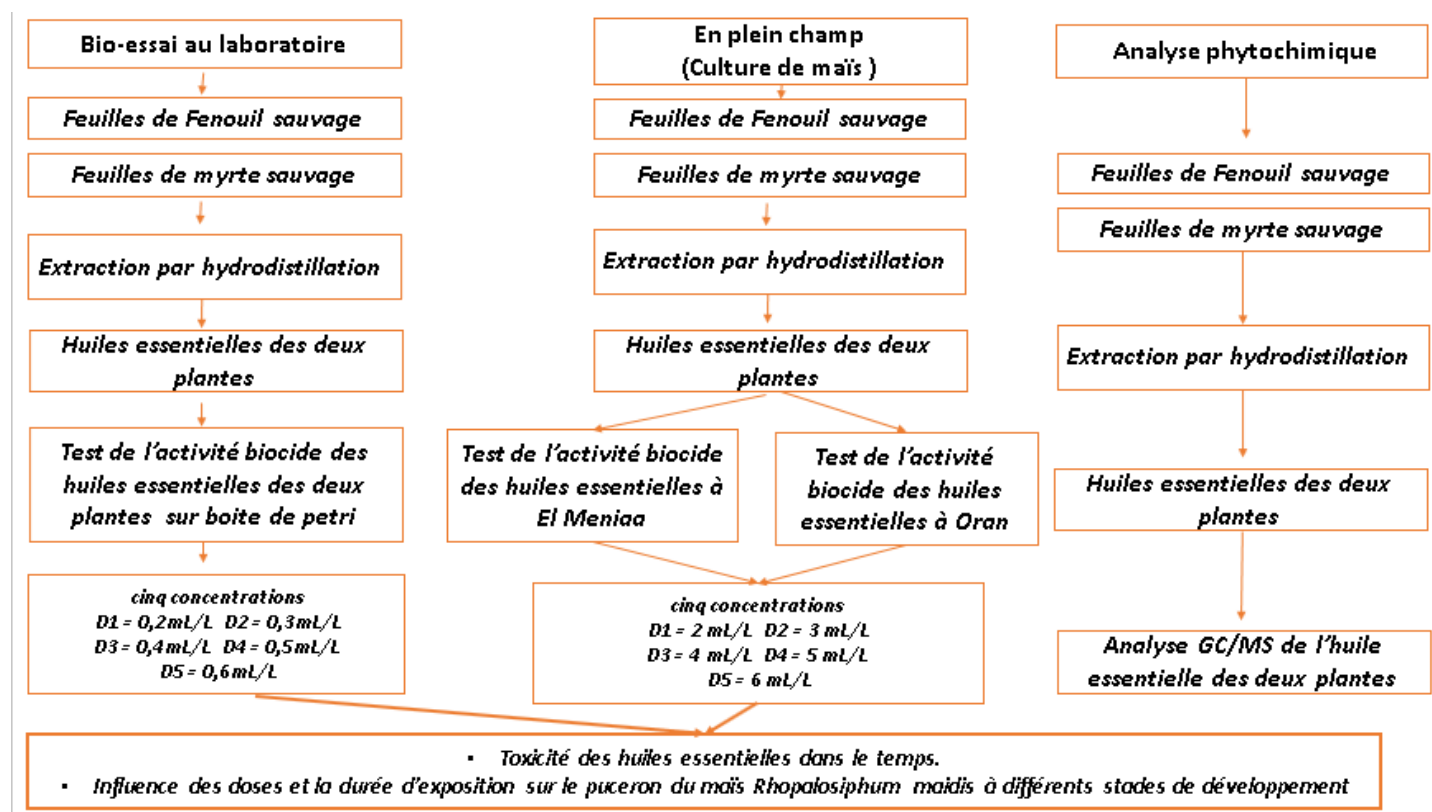 Bio-essai au laboratoire
Feuilles de Fenouil sauvage
Feuilles de myrte sauvage
Extraction par hydrodistillation
Huiles essentielles des deux
plantes
Test de l'activité biocide des
huiles essentielles des deux
plantes sur boite de petri
cinq concentrations
D1 = 0,2mL/L D2 = 0,3mL/L
D3 = 0,4mL/L D4 = 0,5mL/L
D5 = 0,6mL/L
En plein champ
(Culture de maïs )
Feuilles de Fenouil sauvage
Feuilles de myrte sauvage
Extraction par hydrodistillation
Huiles essentielles des deux
plantes
Test de l'activité biocide
des huiles essentielles à
El Meniaa
Test de l'activité
biocide des huiles
essentielles à Oran
cinq concentrations
D1 = 2 mL/L D2 = 3 mL/L
D3 = 4 mL/L D4 = 5 mL/L
D5 = 6 mL/L
Analyse phytochimique
Feuilles de Fenouil sauvage
Feuilles de myrte sauvage
Extraction par hydrodistillation
Huiles essentielles des deux
plantes
Analyse GC/MS de l'huile
essentielle des deux plantes
▪ Toxicité des huiles essentielles dans le temps.
▪ Influence des doses et la durée d'exposition sur le puceron du maïs Rhopalosiphum maidis à différents stades de développement